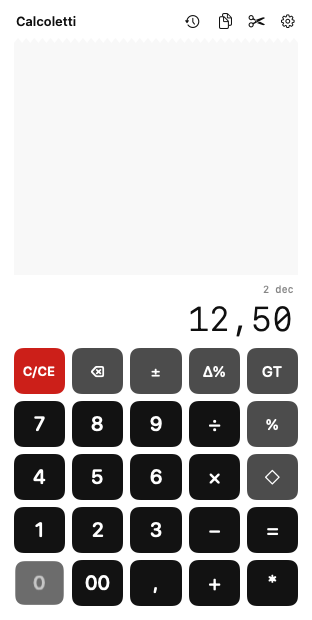 Calcoletti
2 dec
12,50
C/CE ± Δ% GT
7 8 9 ÷ %
4 5 6 × ◇
1 2 3 − =
0 00 , + *